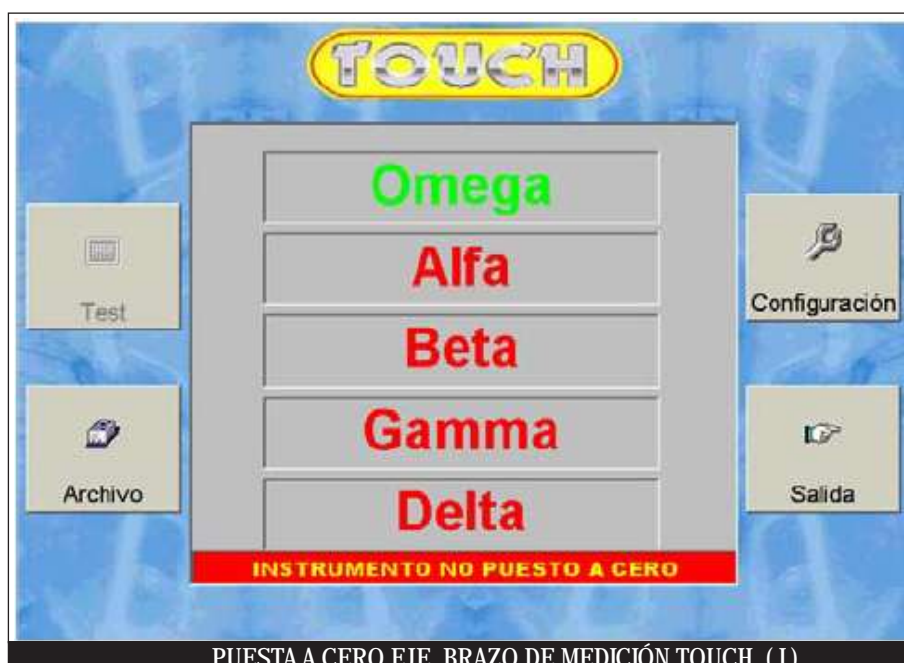 TOUCH
Omega
Alfa
Beta
Gamma
Delta
INSTRUMENTO NO PUESTO A CERO
Test
Archivo
Configuración
Salida
PUESTA A CERO EJE BRAZO DE MEDICIÓN TOUCH (J)